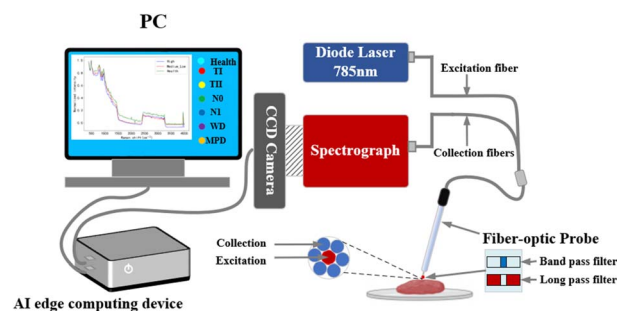 PC
Health
TI
TII
N0
NI
WD
MPD
Diode Laser
785nm
Excitation fiber
CCD Camera
Spectrograph
Collection fibers
Collection
Excitation
Fiber-optic Probe
Band pass filter
Long pass filter
AI edge computing device